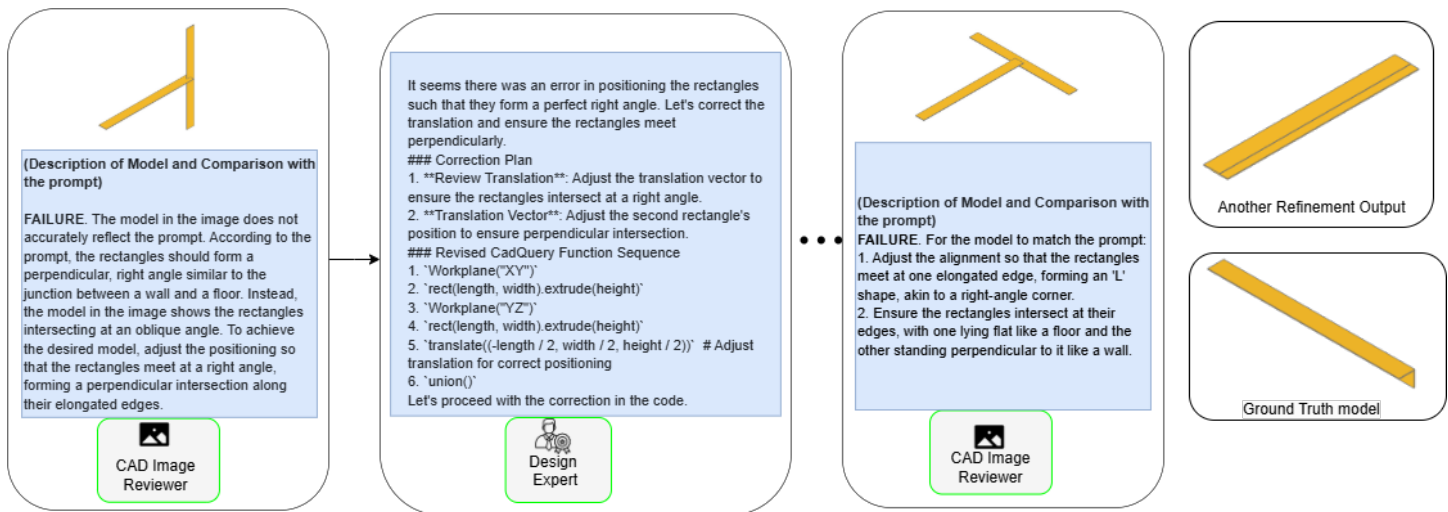 (Description of Model and Comparison with
the prompt)
FAILURE. The model in the image does not
accurately reflect the prompt. According to the
prompt, the rectangles should form a
perpendicular, right angle similar to the
junction between a wall and a floor. Instead,
the model in the image shows the rectangles
intersecting at an oblique angle. To achieve
the desired model, adjust the positioning so
that the rectangles meet at a right angle,
forming a perpendicular intersection along
their elongated edges.
CAD Image
Reviewer
It seems there was an error in positioning the rectangles
such that they form a perfect right angle. Let's correct the
translation and ensure the rectangles meet
perpendicularly.
### Correction Plan
1. **Review Translation**: Adjust the translation vector to
ensure the rectangles intersect at a right angle.
2. **Translation Vector**: Adjust the second rectangle's
position to ensure perpendicular intersection.
### Revised CadQuery Function Sequence
1. `Workplane("XY")`
2. `rect(length, width).extrude(height)`
3. `Workplane("YZ")`
4. `rect(length, width).extrude(height)`
5. `translate((-length / 2, width / 2, height / 2))` # Adjust
translation for correct positioning
6. `union()`
Let's proceed with the correction in the code.
Design
Expert
(Description of Model and Comparison with
the prompt)
FAILURE. For the model to match the prompt:
1. Adjust the alignment so that the rectangles
meet at one elongated edge, forming an 'L'
shape, akin to a right-angle corner.
2. Ensure the rectangles intersect at their
edges, with one lying flat like a floor and the
other standing perpendicular to it like a wall.
CAD Image
Reviewer
Another Refinement Output
Ground Truth model